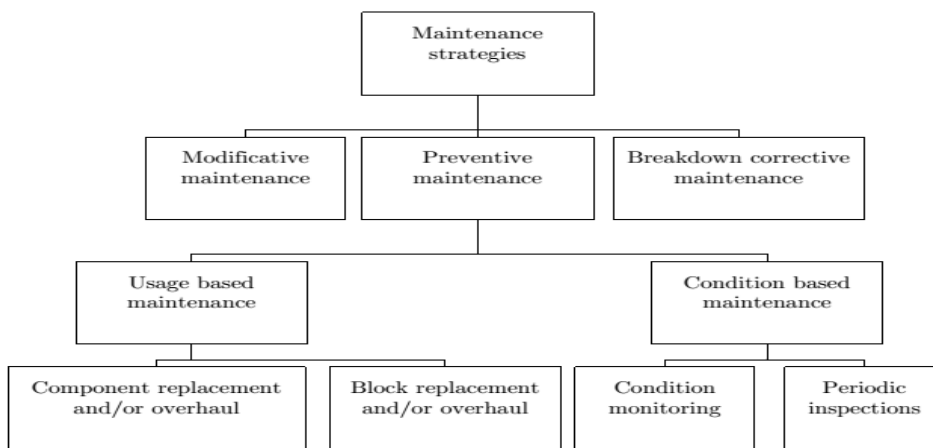 Maintenance
strategies
Modificative
maintenance
Preventive
maintenance
Breakdown corrective
maintenance
Usage based
maintenance
Condition based
maintenance
Component replacement
and/or overhaul
Block replacement
and/or overhaul
Condition
monitoring
Periodic
inspections